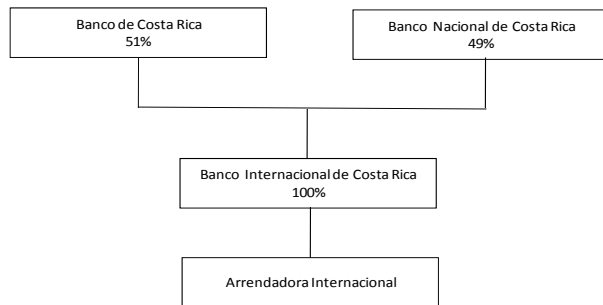 Banco de Costa Rica
51%
Banco Nacional de Costa Rica
49%
Banco Internacional de Costa Rica
100%
Arrendadora Internacional